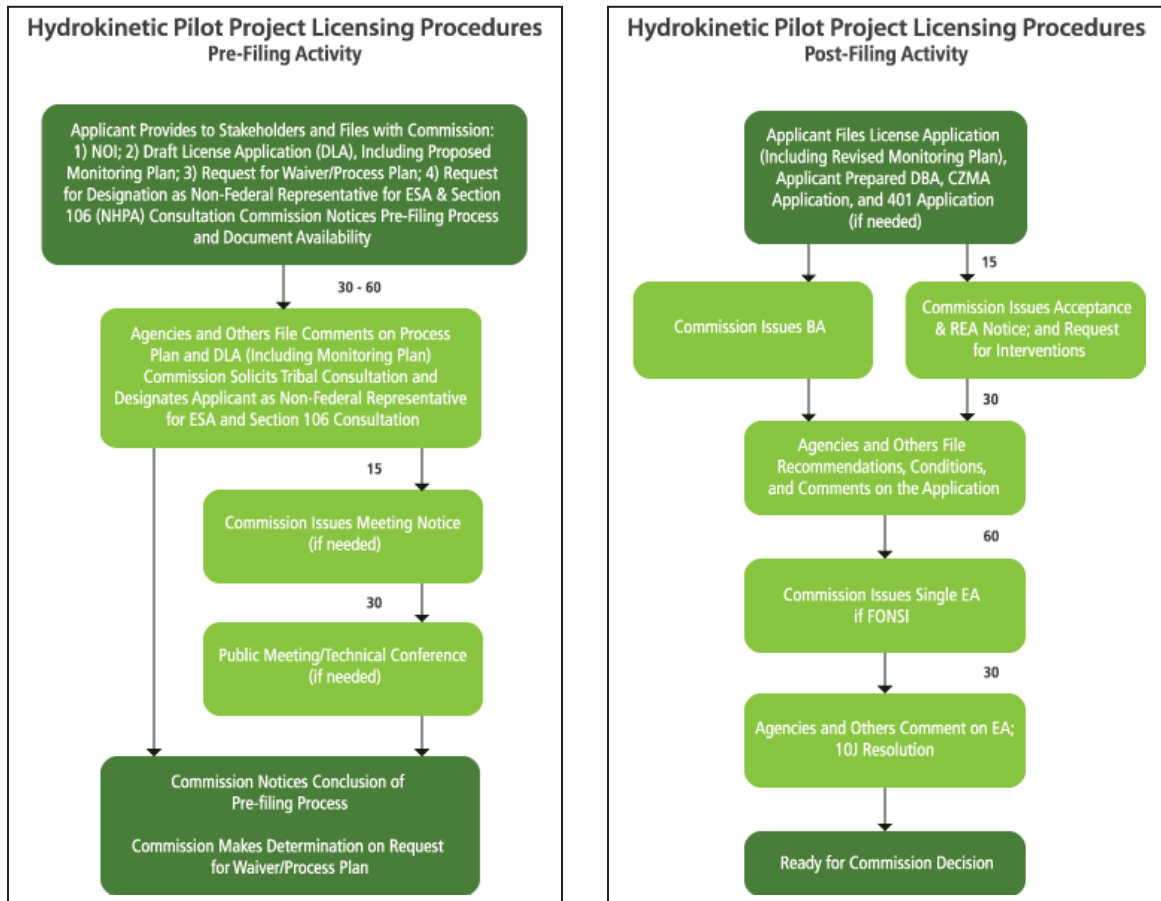 Hydrokinetic Pilot Project Licensing Procedures
Pre-Filing Activity
Applicant Provides to Stakeholders and Files with Commission:
1) NOI; 2) Draft License Application (DLA), Including Proposed
Monitoring Plan; 3) Request for Waiver/Process Plan; 4) Request
for Designation as Non-Federal Representative for ESA & Section
106 (NHPA) Consultation Commission Notices Pre-Filing Process
and Document Availability
30 - 60
Agencies and Others File Comments on Process
Plan and DLA (Including Monitoring Plan)
Commission Solicits Tribal Consultation and
Designates Applicant as Non-Federal Representative
for ESA and Section 106 Consultation
15
Commission Issues Meeting Notice
(if needed)
30
Public Meeting/Technical Conference
(if needed)
Commission Notices Conclusion of
Pre-filing Process
Commission Makes Determination on Request
for Waiver/Process Plan
Hydrokinetic Pilot Project Licensing Procedures
Post-Filing Activity
Applicant Files License Application
(Including Revised Monitoring Plan),
Applicant Prepared DBA, CZMA
Application, and 401 Application
(if needed)
15
Commission Issues BA
Commission Issues Acceptance
& REA Notice; and Request
for Interventions
30
Agencies and Others File
Recommendations, Conditions,
and Comments on the Application
60
Commission Issues Single EA
if FONSI
30
Agencies and Others Comment on EA;
10J Resolution
Ready for Commission Decision